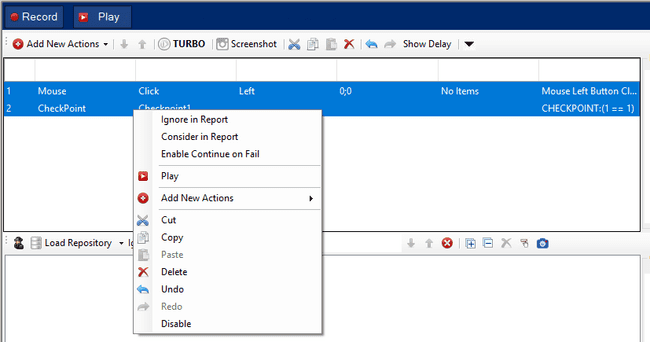 Record Play
Add New Actions TURBO Screenshot Show Delay
1 Mouse Click Left 0;0 No Items Mouse Left Button Cl...
2 CheckPoint Checkpoint1 CHECKPOINT:(1 == 1)
Ignore in Report
Consider in Report
Enable Continue on Fail
Play
Add New Actions
Cut
Load Repository
Copy
Paste
Delete
Undo
Redo
Disable